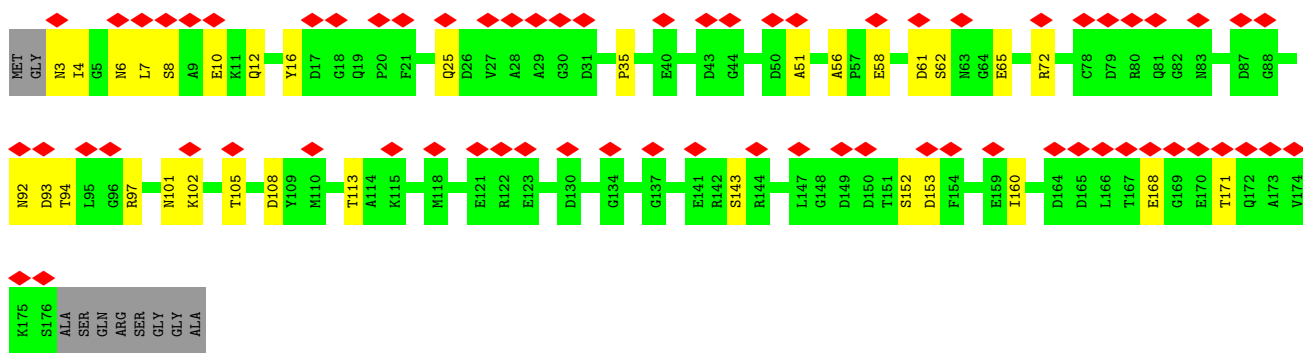 MET GLY N3 I4 G5 N6 L7 S8 A9 E10 K11 Q12 Y16 D17 G18 Q19 P20 F21 Q25 D26 V27 A28 A29 G30 D31 P35 E40 D43 G44 D50 A51 A56 P57 E58 D61 S62 N63 G64 E65 R72 C78 D79 R80 Q81 G82 N83 D87 G88
N92 D93 T94 L95 G96 R97 N101 K102 T105 D108 Y109 M110 T113 A114 K115 M118 E121 R122 E123 D130 G134 G137 E141 R142 S143 R144 L147 G148 D149 D150 T151 S152 D153 F154 E159 I160 D164 D165 L166 T167 E168 G169 E170 T171 Q172 A173 V174
K175 S176 ALA SER GLN ARG SER GLY GLY ALA